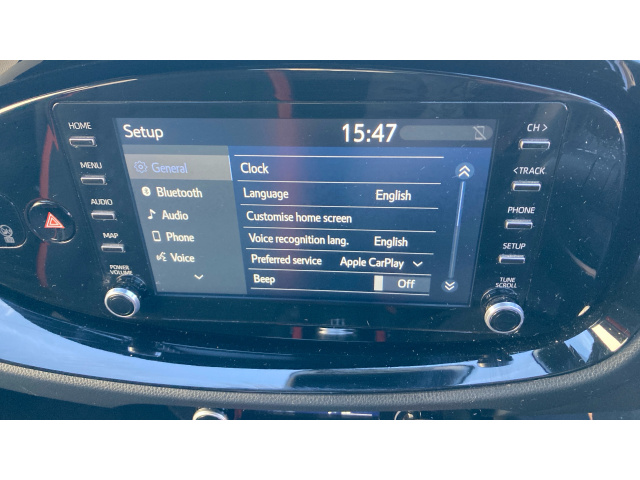 HOME
MENU
AUDIO
MAP
POWER
VOLUME
Setup
15:47
General
Bluetooth
Audio
Phone
Voice
Clock
Language English
Customise home screen
Voice recognition lang. English
Preferred service Apple CarPlay
Beep Off
CH >
< TRACK
PHONE
SETUP
TUNE
SCROLL